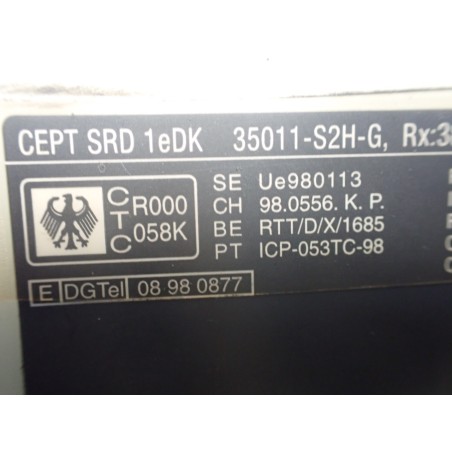 CEPT SRD 1eDK 35011-S2H-G, Rx:3
CTC R000 058K
SE Ue980113
CH 98.0556. K. P.
BE RTT/D/X/1685
PT ICP-053TC-98
E DGTel 08 98 0877